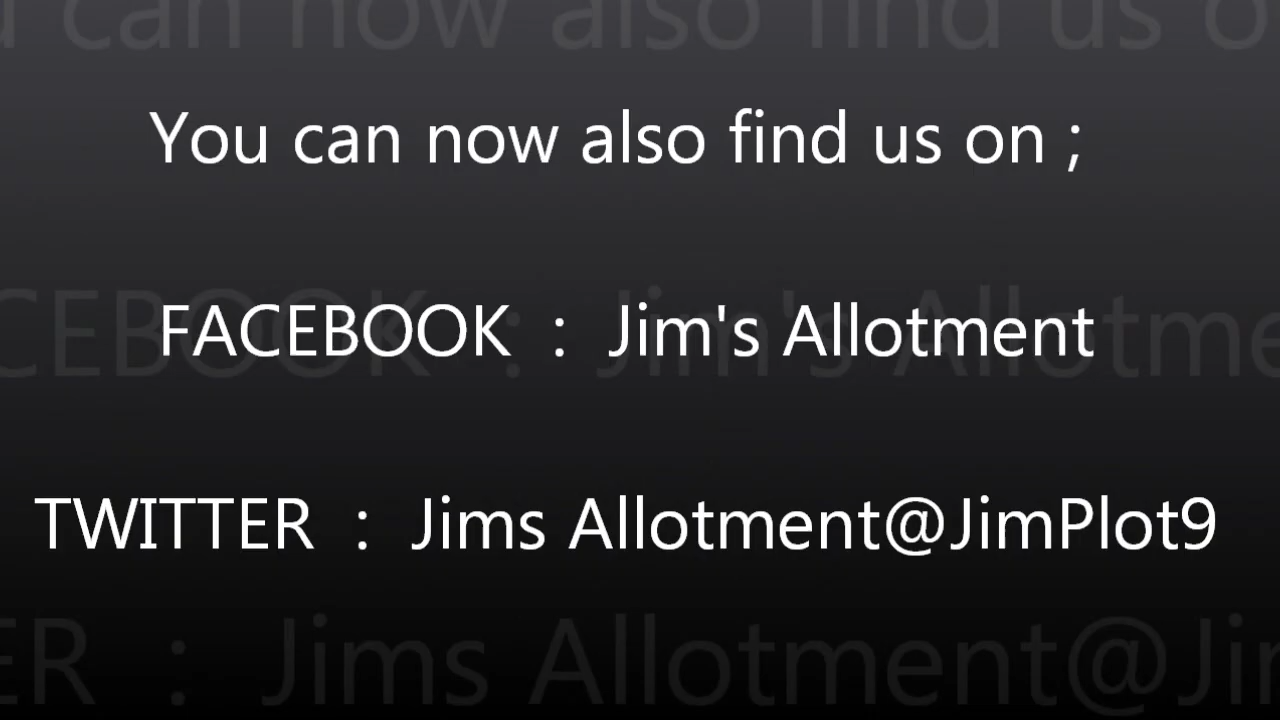 You can now also find us on ;
FACEBOOK : Jim's Allotment
TWITTER : Jims Allotment@JimPlot9